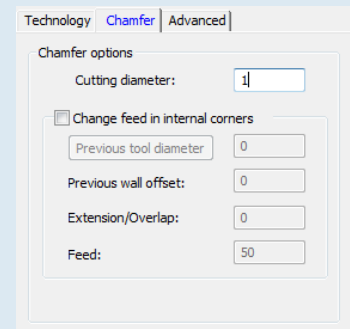 Technology Chamfer Advanced
Chamfer options
Cutting diameter: 1
Change feed in internal corners
Previous tool diameter 0
Previous wall offset: 0
Extension/Overlap: 0
Feed: 50